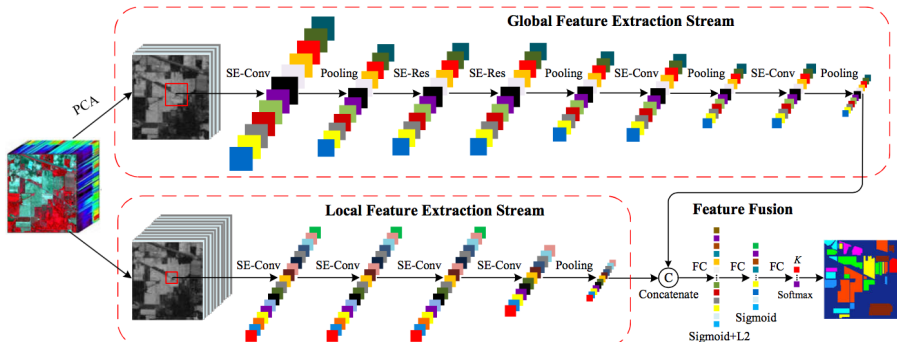 Global Feature Extraction Stream
PCA
SE-Conv Pooling SE-Res SE-Res Pooling SE-Conv Pooling SE-Conv Pooling
Local Feature Extraction Stream
SE-Conv SE-Conv SE-Conv SE-Conv Pooling
Feature Fusion
C
Concatenate
FC FC FC K
Softmax
Sigmoid
Sigmoid+L2